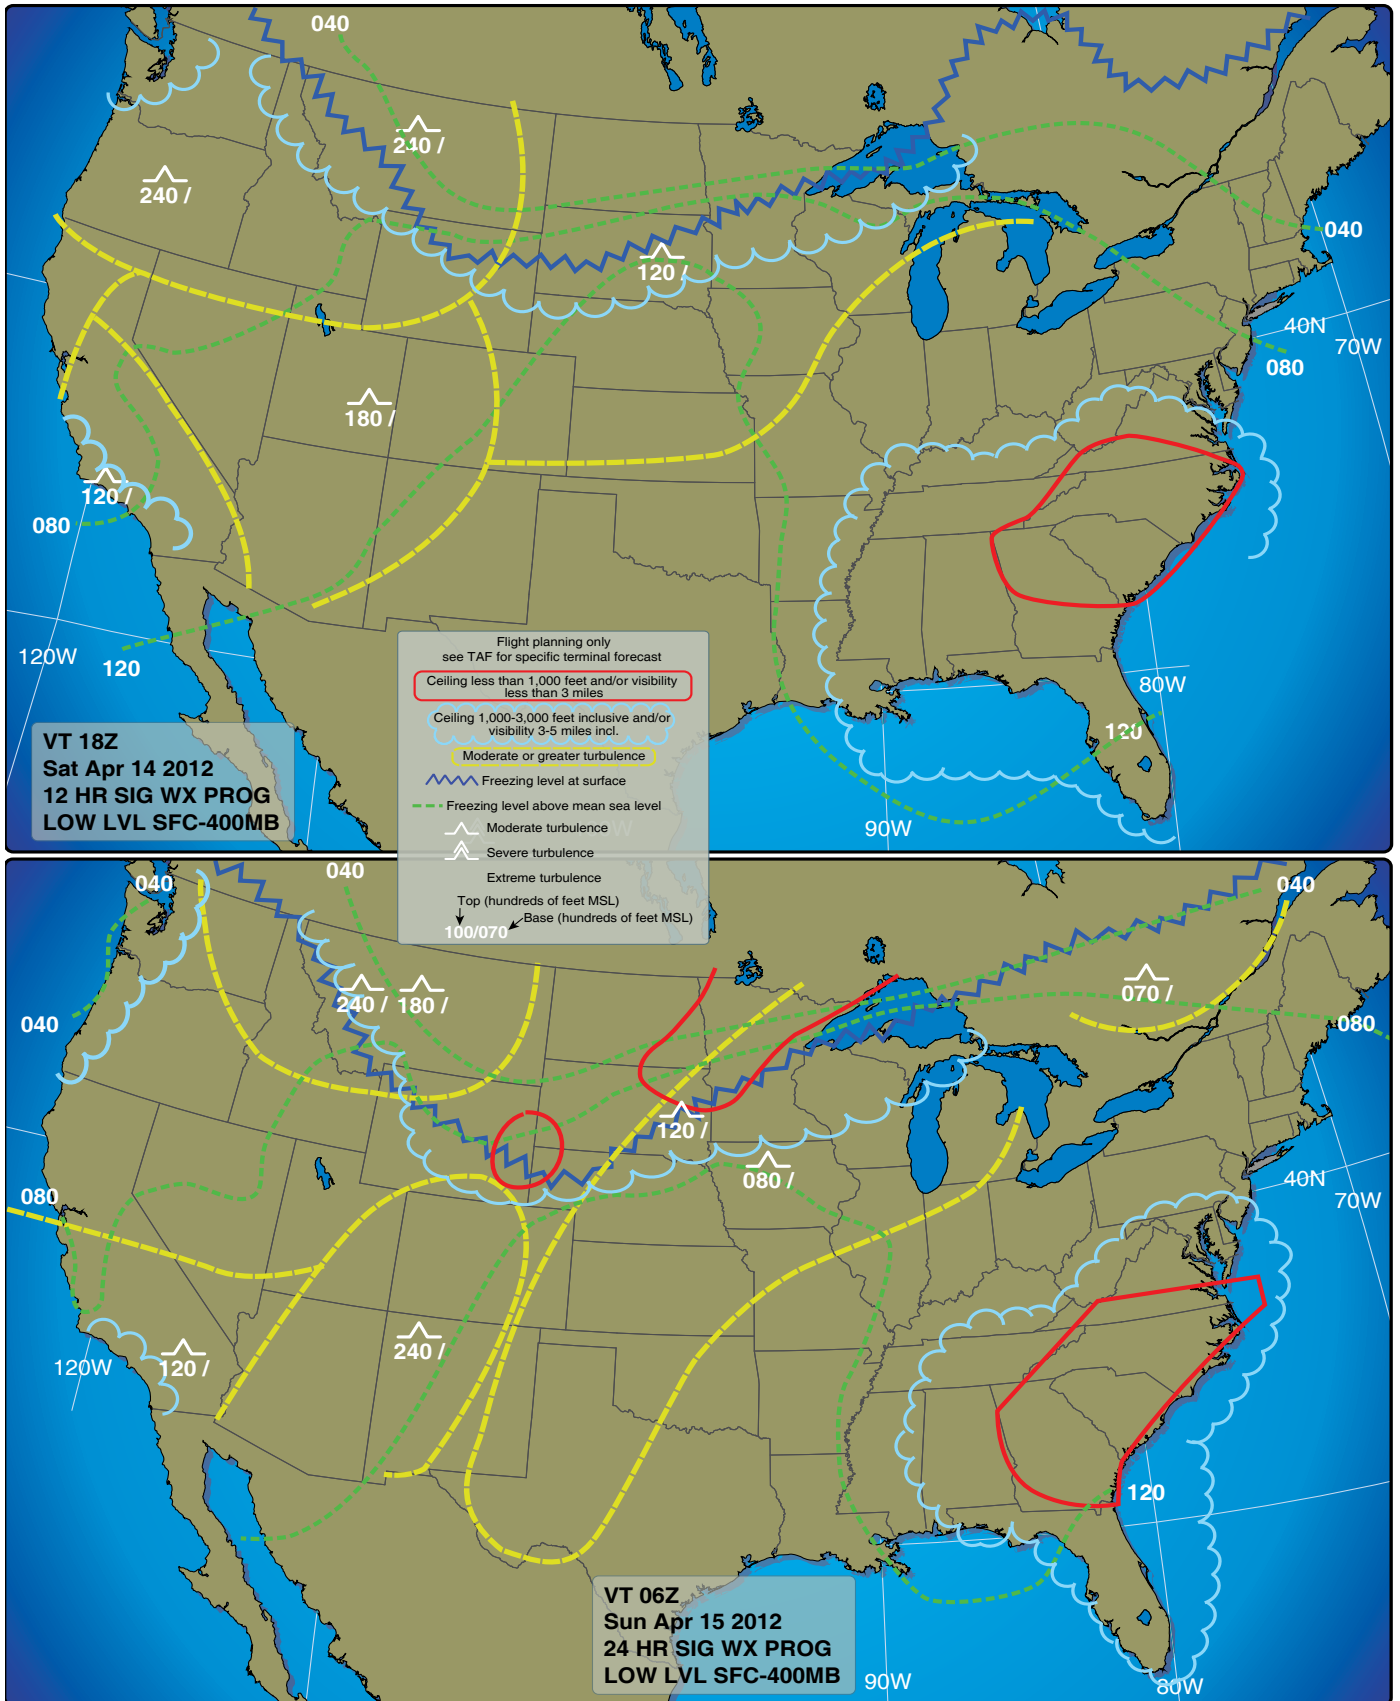 040
240 /
240 /
120 /
040
40N
70W
080
180 /
120 /
080
120W
120
80W
120
90W
VT 18Z
Sat Apr 14 2012
12 HR SIG WX PROG
LOW LVL SFC-400MB
Flight planning only
see TAF for specific terminal forecast
Ceiling less than 1,000 feet and/or visibility
less than 3 miles
Ceiling 1,000-3,000 feet inclusive and/or
visibility 3-5 miles incl.
Moderate or greater turbulence
Freezing level at surface
Freezing level above mean sea level
Moderate turbulence
Severe turbulence
Extreme turbulence
Top (hundreds of feet MSL)
Base (hundreds of feet MSL)
100/070
040
040
040
240 /
180 /
070 /
040
080
120 /
080 /
40N
70W
080
240 /
120 /
120W
120
90W
80W
VT 06Z
Sun Apr 15 2012
24 HR SIG WX PROG
LOW LVL SFC-400MB